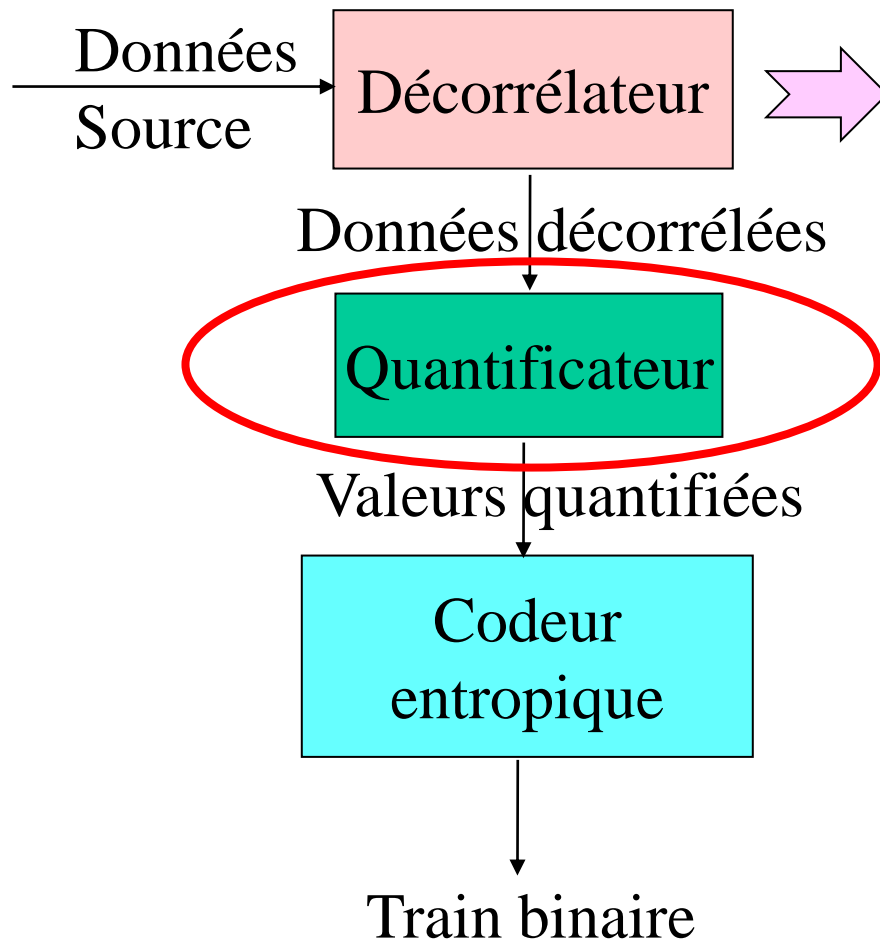 Données
Source
Décorrélateur
Données décorrélées
Quantificateur
Valeurs quantifiées
Codeur
entropique
Train binaire